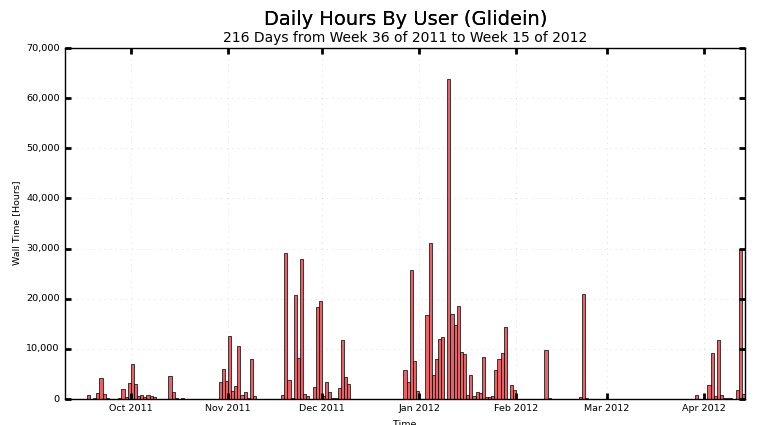 Daily Hours By User (Glidein)
216 Days from Week 36 of 2011 to Week 15 of 2012
70,000
60,000
50,000
40,000
30,000
20,000
10,000
0
Wall Time [Hours]
Oct 2011 Nov 2011 Dec 2011 Jan 2012 Feb 2012 Mar 2012 Apr 2012
Time